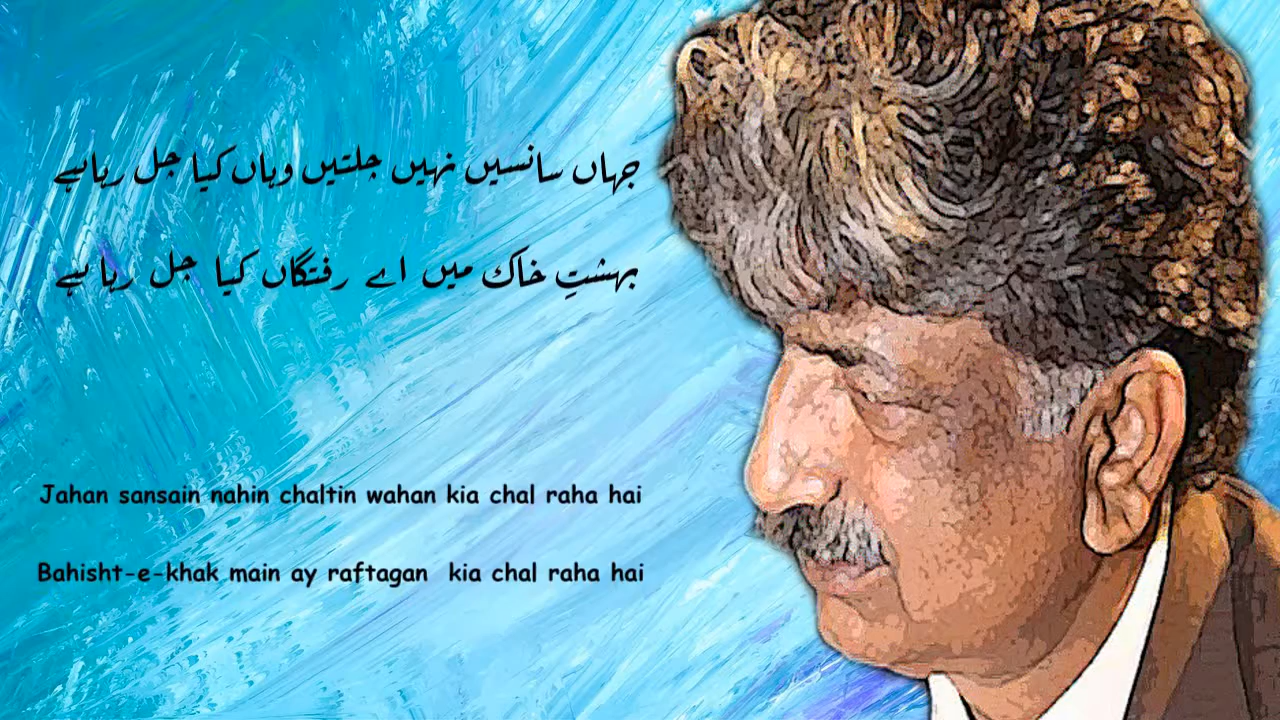 جہاں سانسیں نہیں چلتیں وہاں کیا چل رہا ہے
بہشتِ خاک میں اے رفتگاں کیا چل رہا ہے
Jahan sansain nahin chaltin wahan kia chal raha hai
Bahisht-e-khak main ay raftagan kia chal raha hai